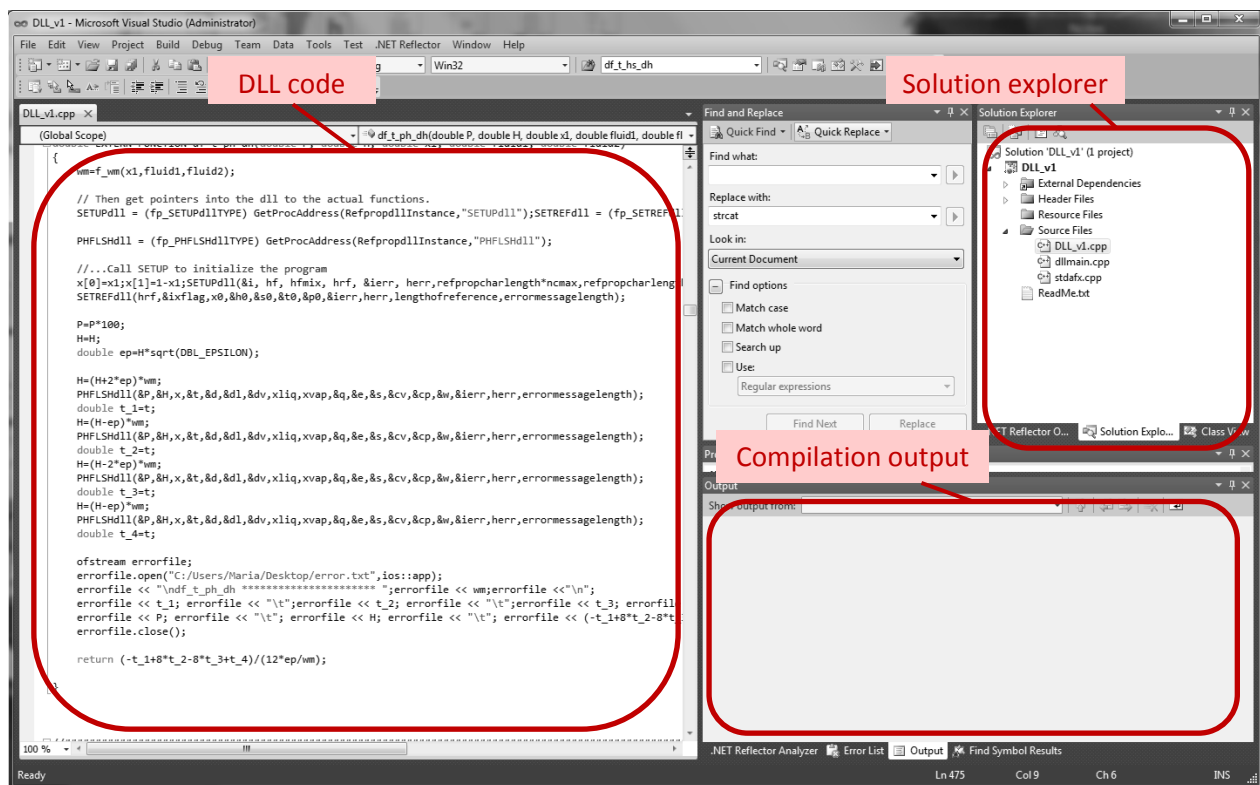 DLL_v1 - Microsoft Visual Studio (Administrator)
File Edit View Project Build Debug Team Data Tools Test .NET Reflector Window Help
Win32
df_t_hs_dh
DLL code
Solution explorer
DLL_v1.cpp
(Global Scope)
df_t_ph_dh(double P, double H, double x1, double fluid1, double fl
{
wm=f_wm(x1,fluid1,fluid2);
// Then get pointers into the dll to the actual functions.
SETUPdll = (fp_SETUPdllTYPE) GetProcAddress(RefpropdllInstance,"SETUPdll");SETREFdll = (fp_SETREF
PHFLSHdll = (fp_PHFLSHdllTYPE) GetProcAddress(RefpropdllInstance,"PHFLSHdll");
//...Call SETUP to initialize the program
x[0]=x1;x[1]=1-x1;SETUPdll(&i, hf, hfmix, hrf, &ierr, herr,refpropcharlength*ncmax,refpropcharleng
SETREFdll(hrf,&ixflag,x0,&h0,&s0,&t0,&p0,&ierr,herr,lengthofreference,errormessagelength);
P=P*100;
H=H;
double ep=H*sqrt(DBL_EPSILON);
H=(H+2*ep)*wm;
PHFLSHdll(&P,&H,x,&t,&d,&dl,&dv,xliq,xvap,&q,&e,&s,&cv,&cp,&w,&ierr,herr,errormessagelength);
double t_1=t;
H=(H-ep)*wm;
PHFLSHdll(&P,&H,x,&t,&d,&dl,&dv,xliq,xvap,&q,&e,&s,&cv,&cp,&w,&ierr,herr,errormessagelength);
double t_2=t;
H=(H-2*ep)*wm;
PHFLSHdll(&P,&H,x,&t,&d,&dl,&dv,xliq,xvap,&q,&e,&s,&cv,&cp,&w,&ierr,herr,errormessagelength);
double t_3=t;
H=(H-ep)*wm;
PHFLSHdll(&P,&H,x,&t,&d,&dl,&dv,xliq,xvap,&q,&e,&s,&cv,&cp,&w,&ierr,herr,errormessagelength);
double t_4=t;
ofstream errorfile;
errorfile.open("C:/Users/Maria/Desktop/error.txt",ios::app);
errorfile << "\ndf_t_ph_dh ********************** ";errorfile << wm;errorfile <<"\n";
errorfile << t_1; errorfile << "\t";errorfile << t_2; errorfile << "\t";errorfile << t_3; errorfil
errorfile << P; errorfile << "\t"; errorfile << H; errorfile << "\t"; errorfile << (-t_1+8*t_2-8*t_
errorfile.close();
return (-t_1+8*t_2-8*t_3+t_4)/(12*ep/wm);
}
100 %
Find and Replace
Quick Find
Quick Replace
Find what:
Replace with:
strcat
Look in:
Current Document
Find options
Match case
Match whole word
Search up
Use:
Regular expressions
Find Next
Replace
Solution Explorer
Solution 'DLL_v1' (1 project)
DLL_v1
External Dependencies
Header Files
Resource Files
Source Files
DLL_v1.cpp
dllmain.cpp
stdafx.cpp
ReadMe.txt
Reflector O...
Solution Explo...
Class View
Compilation output
Output
Show output from:
.NET Reflector Analyzer
Error List
Output
Find Symbol Results
Ready
Ln 475
Col 9
Ch 6
INS